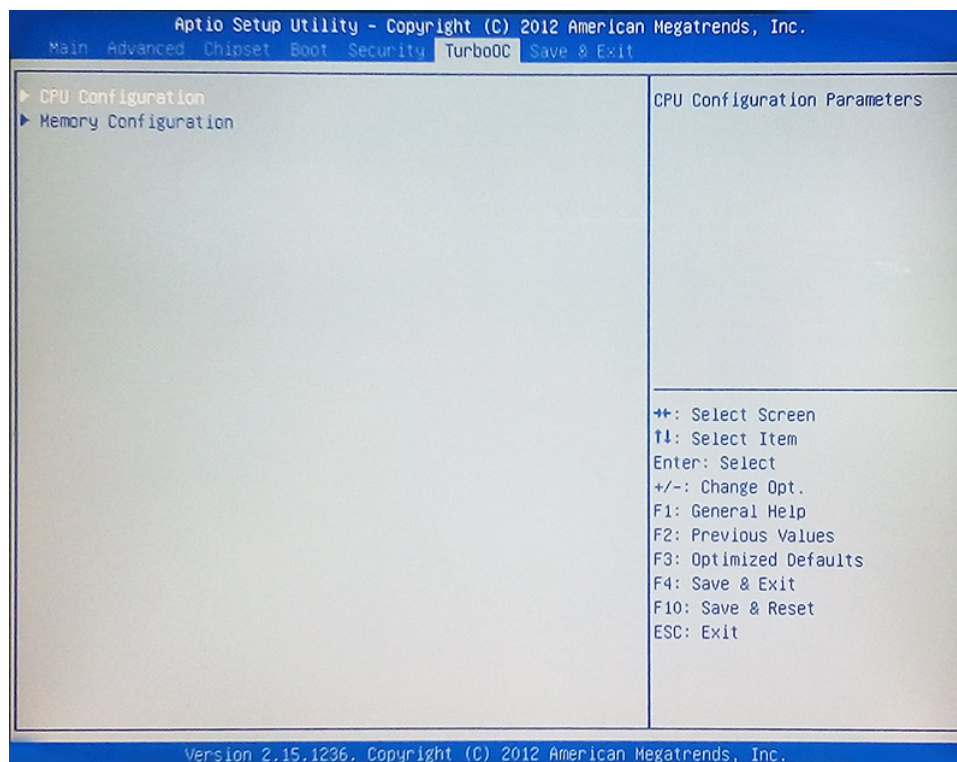 Aptio Setup Utility - Copyright (C) 2012 American Megatrends, Inc.
Main Advanced Chipset Boot Security TurboOC Save & Exit
CPU Configuration
Memory Configuration
CPU Configuration Parameters
→←: Select Screen
↑↓: Select Item
Enter: Select
+/-: Change Opt.
F1: General Help
F2: Previous Values
F3: Optimized Defaults
F4: Save & Exit
F10: Save & Reset
ESC: Exit
Version 2.15.1236. Copyright (C) 2012 American Megatrends, Inc.